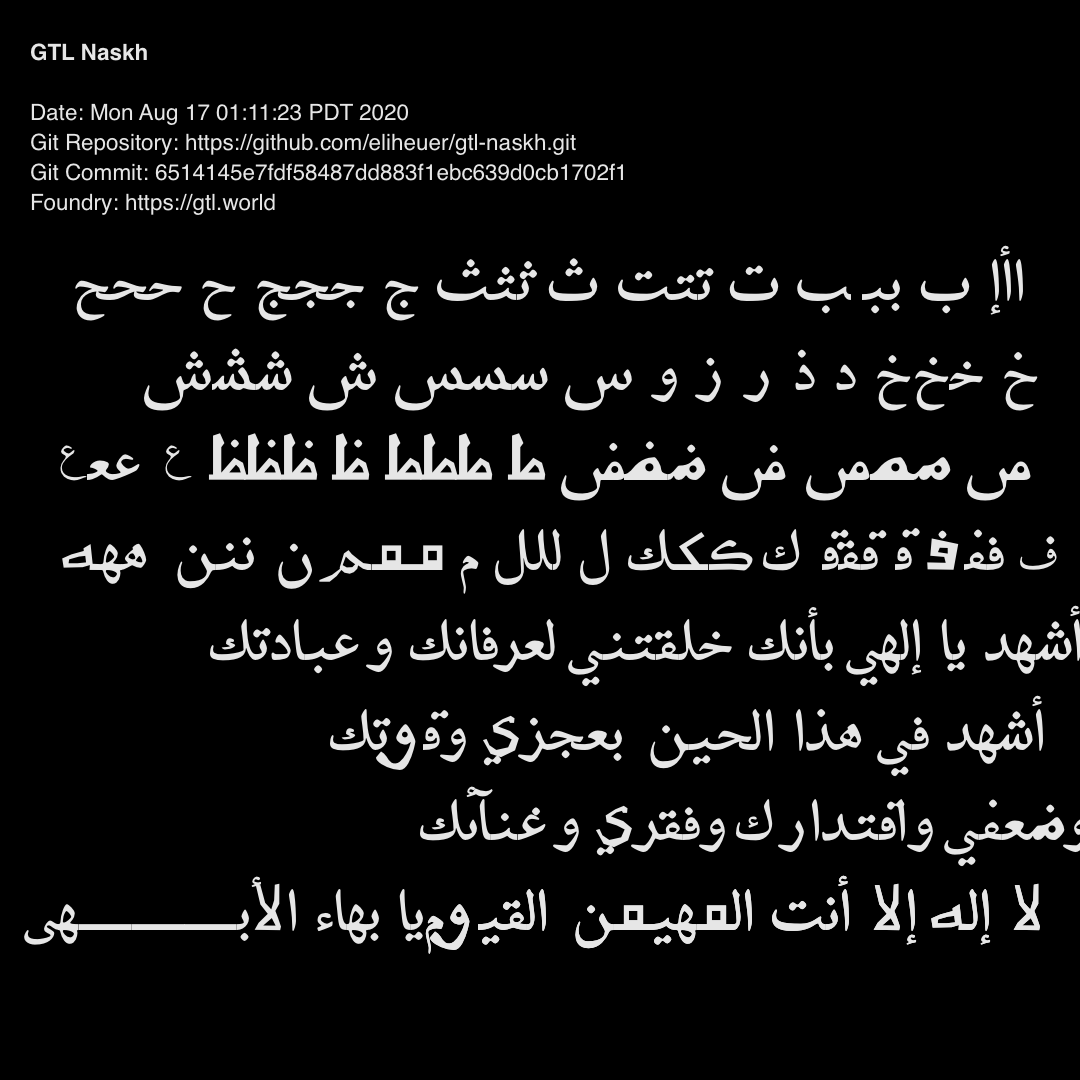 GTL Naskh
Date: Mon Aug 17 01:11:23 PDT 2020
Git Repository: https://github.com/eliheuer/gtl-naskh.git
Git Commit: 6514145e7fdf58487dd883f1ebc639d0cb1702f1
Foundry: https://gtl.world
اأإ ب ببب ت تتت ث ثثث ج ججج ح ححح
خ خخخ د ذ ر ز و س سسس ش ششش
ص صصص ض ضضض ط ططط ظ ظظظ ع ععع
ف ففف ق ققق ك ككك ل للل م ممم ن ننن ههه
أشهد يا إلهي بأنك خلقتني لعرفانك و عبادتك
أشهد في هذا الحين بعجزي وقوتك
وضعفي واقتدارك وفقري و غنآئك
لا إله إلا أنت المهيمن القيوم يا بهاء الأبـــــهى